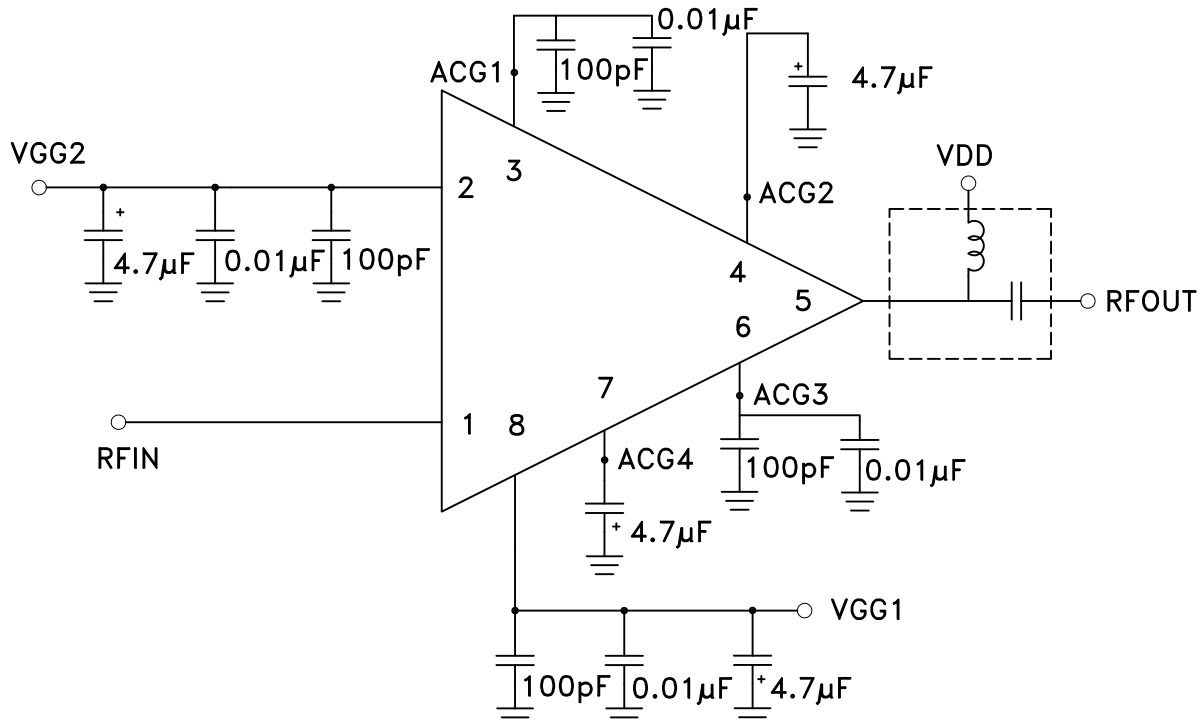 0.01µF
ACG1
100pF
+
4.7µF
VGG2
3
VDD
2
ACG2
+
4.7µF
0.01µF
100pF
4
5
RFOUT
6
7
ACG3
1
8
RFIN
ACG4
100pF
0.01µF
+
4.7µF
VGG1
100pF
0.01µF
+
4.7µF